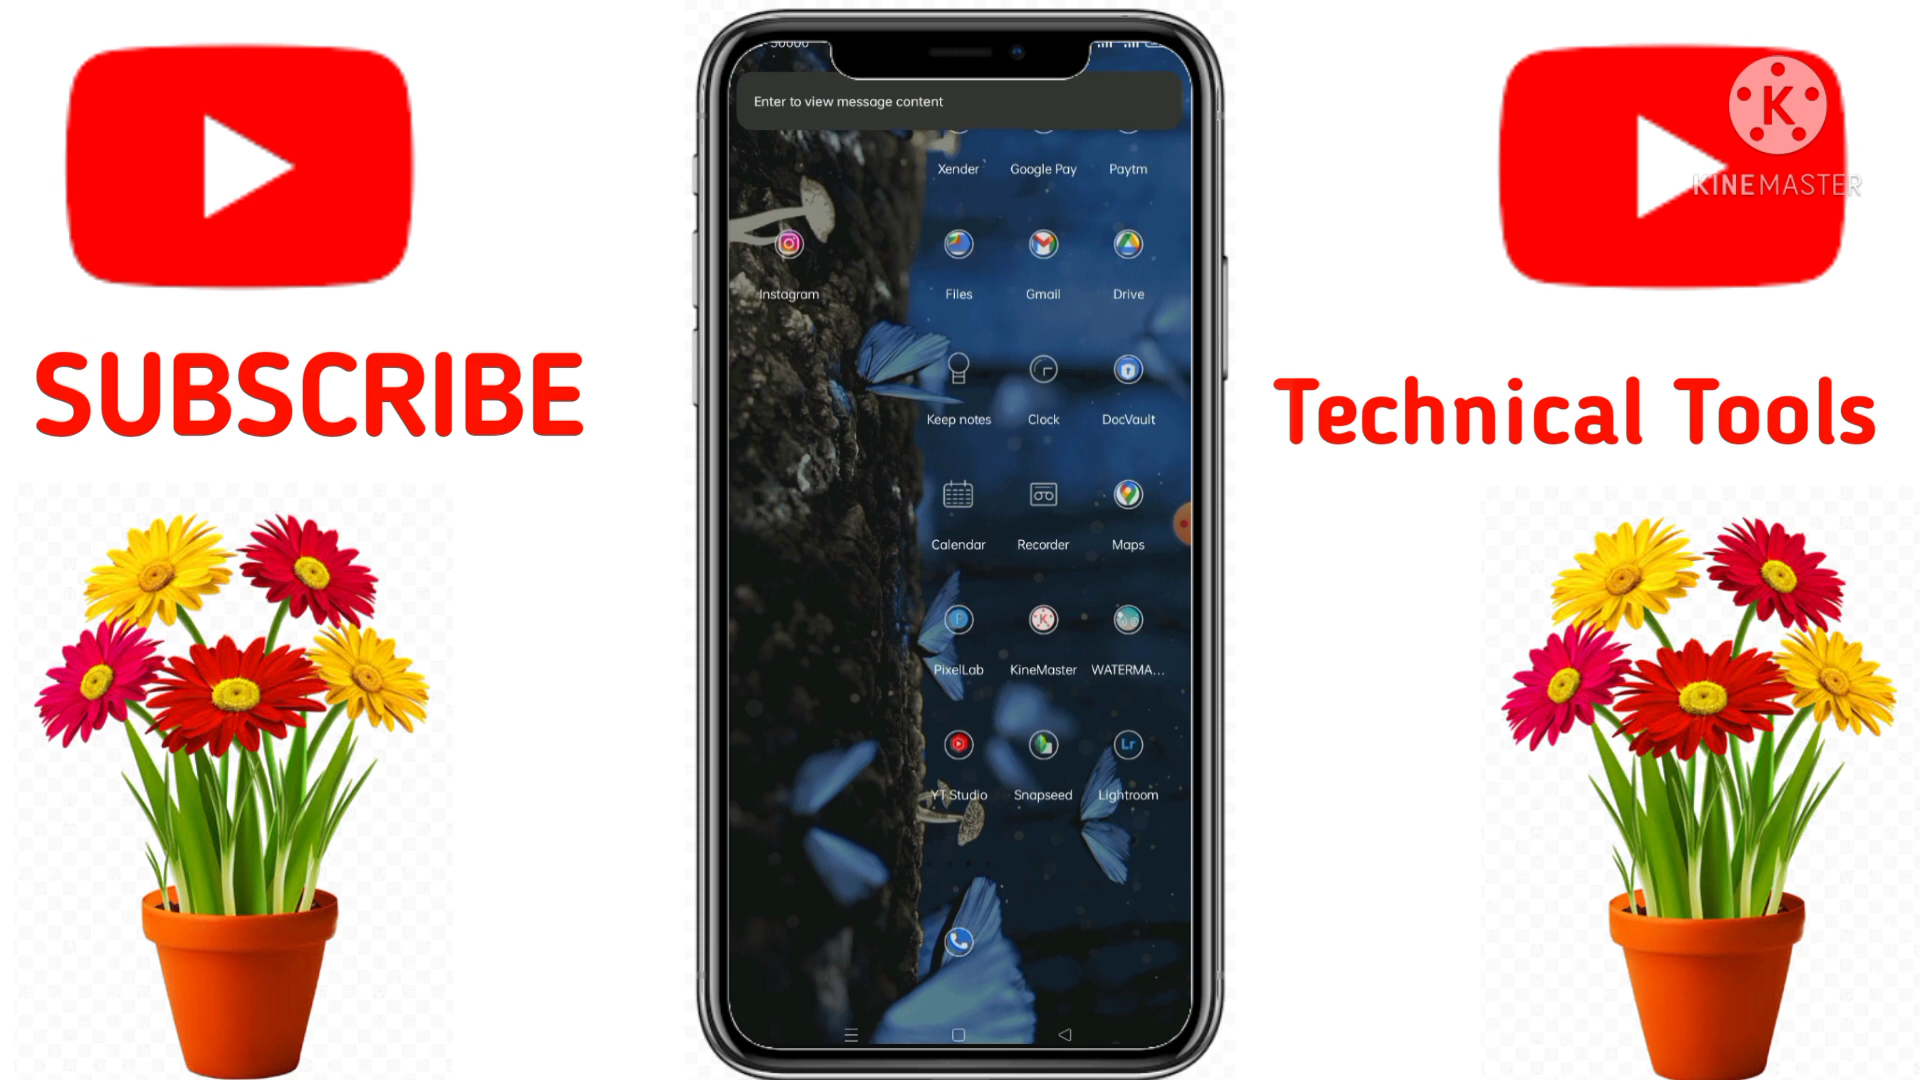 Enter to view message content
Xender Google Pay Paytm
KINEMASTER
Instagram Files Gmail Drive
SUBSCRIBE
Technical Tools
Keep notes Clock DocVault
Calendar Recorder Maps
PixelLab KineMaster WATERMA...
YT Studio Snapseed Lightroom
Lr